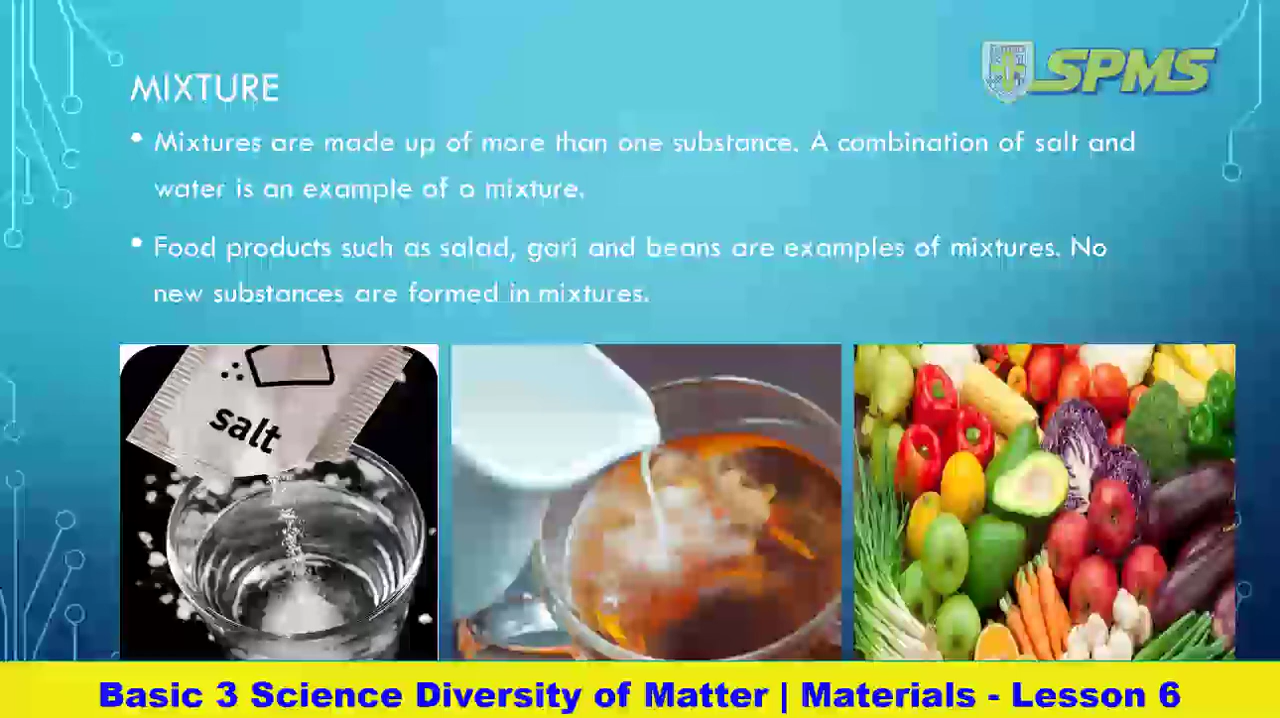 SPMS
MIXTURE
• Mixtures are made up of more than one substance. A combination of salt and
water is an example of a mixture.
• Food products such as salad, gari and beans are examples of mixtures. No
new substances are formed in mixtures.
salt
Basic 3 Science Diversity of Matter | Materials - Lesson 6